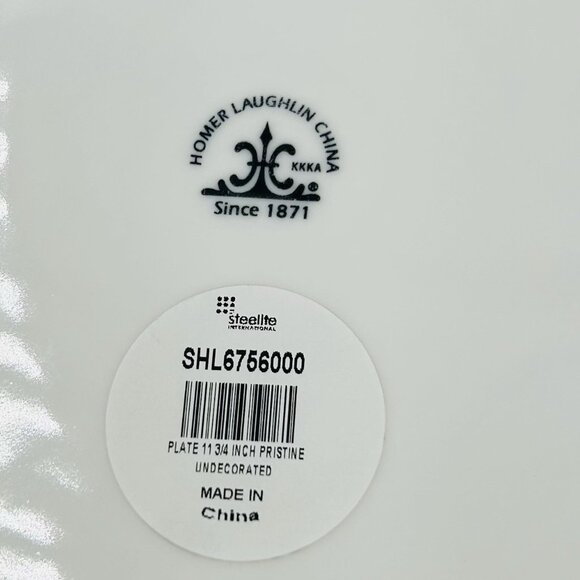 HOMER LAUGHLIN CHINA
KKKA
®
Since 1871
steelite
INTERNATIONAL
SHL6756000
PLATE 11 3/4 INCH PRISTINE
UNDECORATED
MADE IN
China